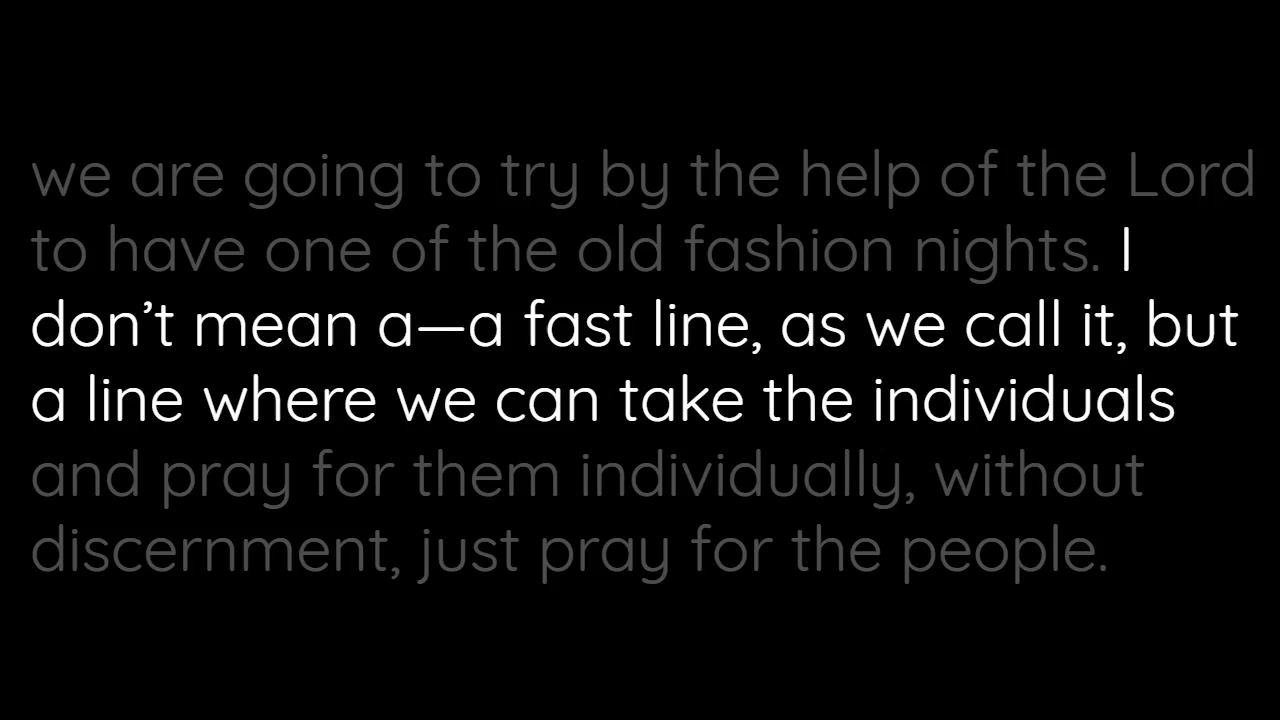 we are going to try by the help of the Lord
to have one of the old fashion nights. I
don’t mean a—a fast line, as we call it, but
a line where we can take the individuals
and pray for them individually, without
discernment, just pray for the people.